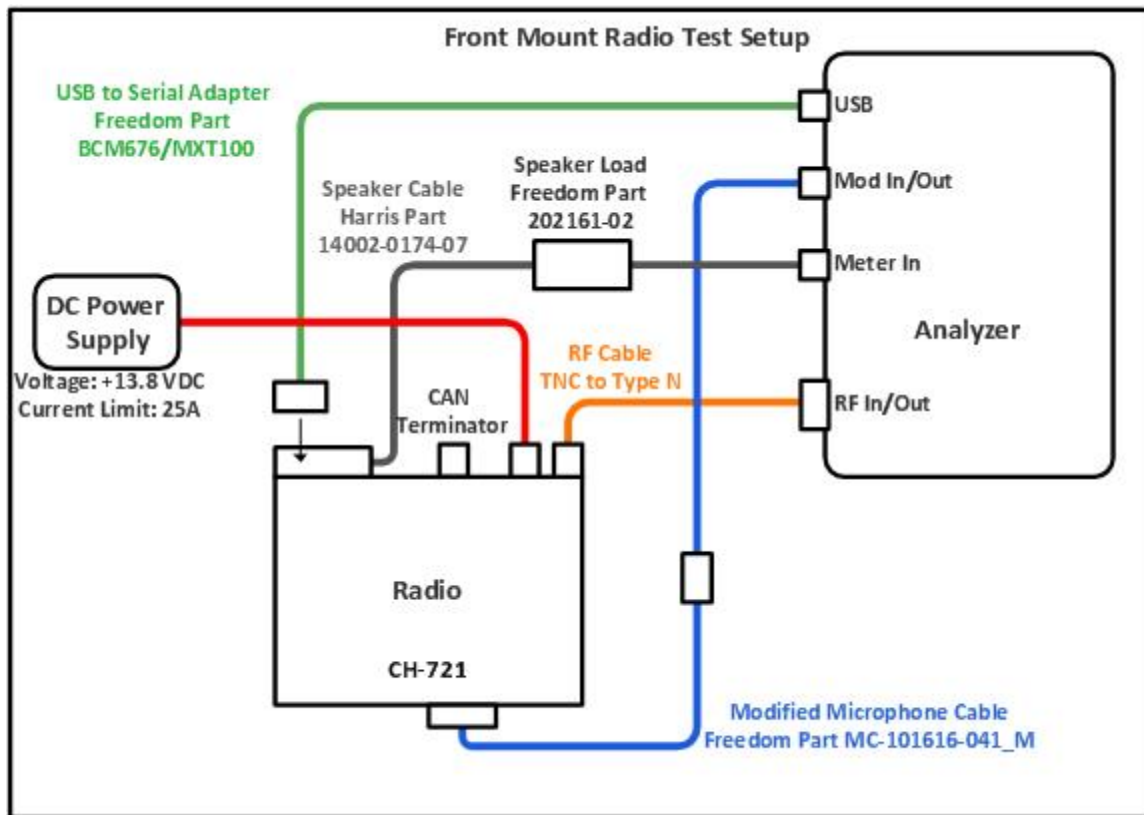 Front Mount Radio Test Setup
USB to Serial Adapter
Freedom Part
BCM676/MXT100
USB
Speaker Load
Freedom Part
202161-02
Mod In/Out
Speaker Cable
Harris Part
14002-0174-07
Meter In
DC Power
Supply
Analyzer
Voltage: +13.8 VDC
Current Limit: 25A
RF Cable
TNC to Type N
CAN
Terminator
RF In/Out
Radio
CH-721
Modified Microphone Cable
Freedom Part MC-101616-041_M